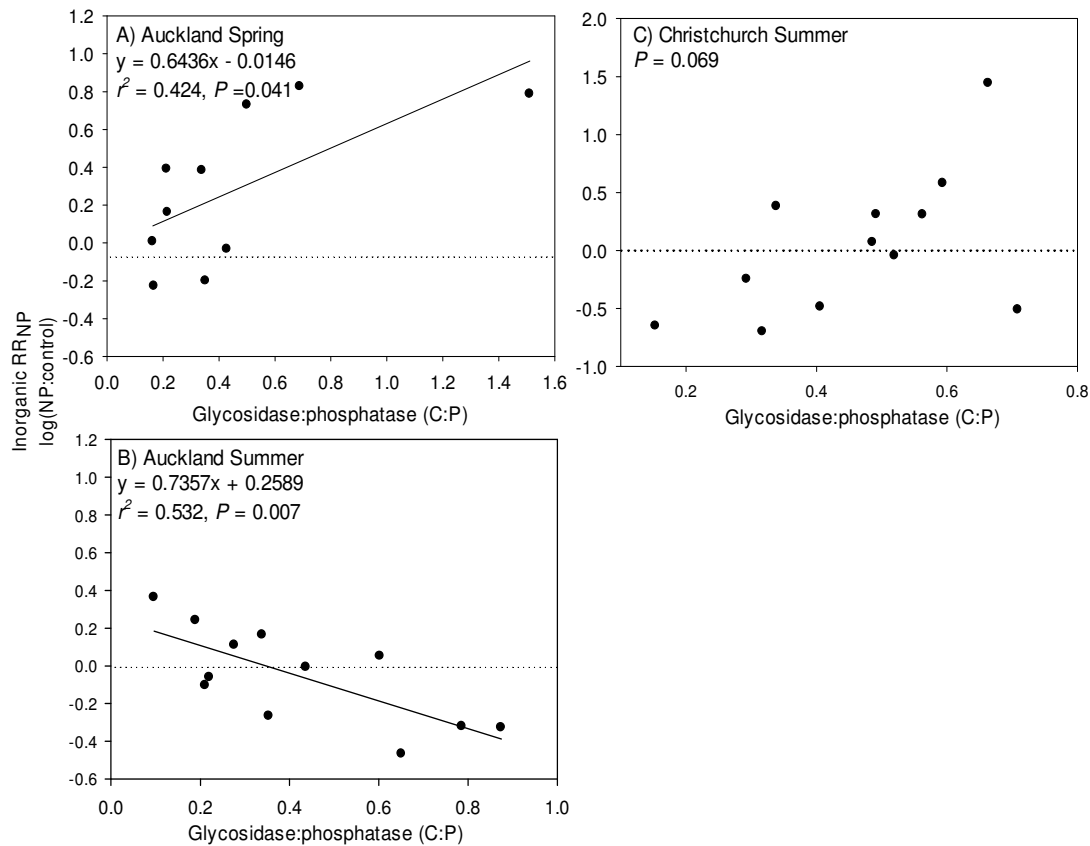 Inorganic RRNP
log(NP:control)
A) Auckland Spring
y = 0.6436x - 0.0146
r2 = 0.424, P =0.041
1.2
1.0
0.8
0.6
0.4
0.2
0.0
-0.2
-0.4
-0.6
0.0 0.2 0.4 0.6 0.8 1.0 1.2 1.4 1.6
Glycosidase:phosphatase (C:P)
C) Christchurch Summer
P = 0.069
2.0
1.5
1.0
0.5
0.0
-0.5
-1.0
0.2 0.4 0.6 0.8
Glycosidase:phosphatase (C:P)
B) Auckland Summer
y = 0.7357x + 0.2589
r2 = 0.532, P = 0.007
1.2
1.0
0.8
0.6
0.4
0.2
0.0
-0.2
-0.4
-0.6
0.0 0.2 0.4 0.6 0.8 1.0
Glycosidase:phosphatase (C:P)